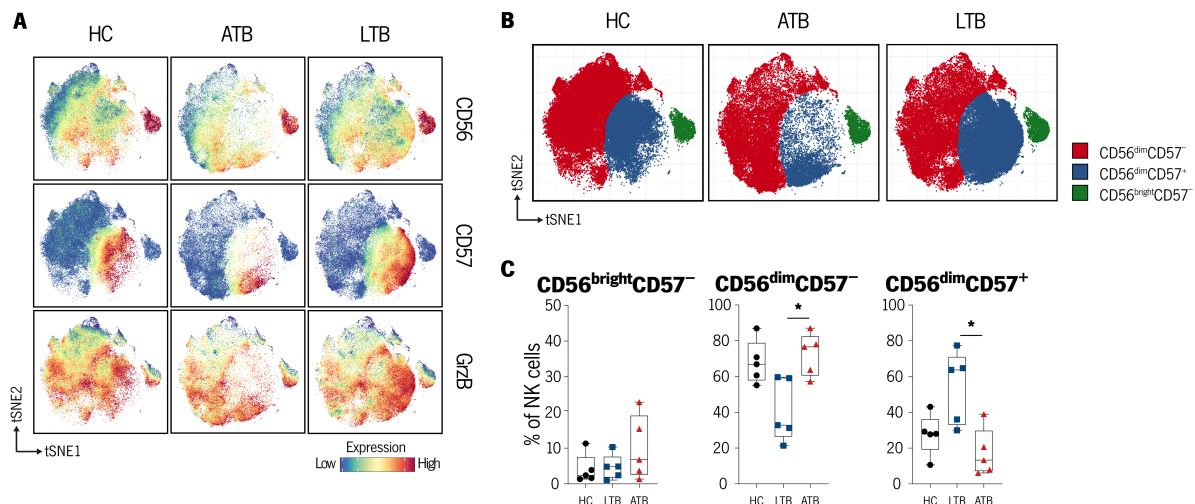 A
HC ATB LTB
CD56
CD57
GrzB
tSNE2
tSNE1
Expression
Low High
B
HC ATB LTB
tSNE2
tSNE1
CD56dimCD57−
CD56dimCD57+
CD56brightCD57−
C
CD56brightCD57− CD56dimCD57− CD56dimCD57+
% of NK cells
50
40
30
20
10
0
HC LTB ATB
*
100
80
60
40
20
0
HC LTB ATB
*
100
80
60
40
20
0
HC LTB ATB